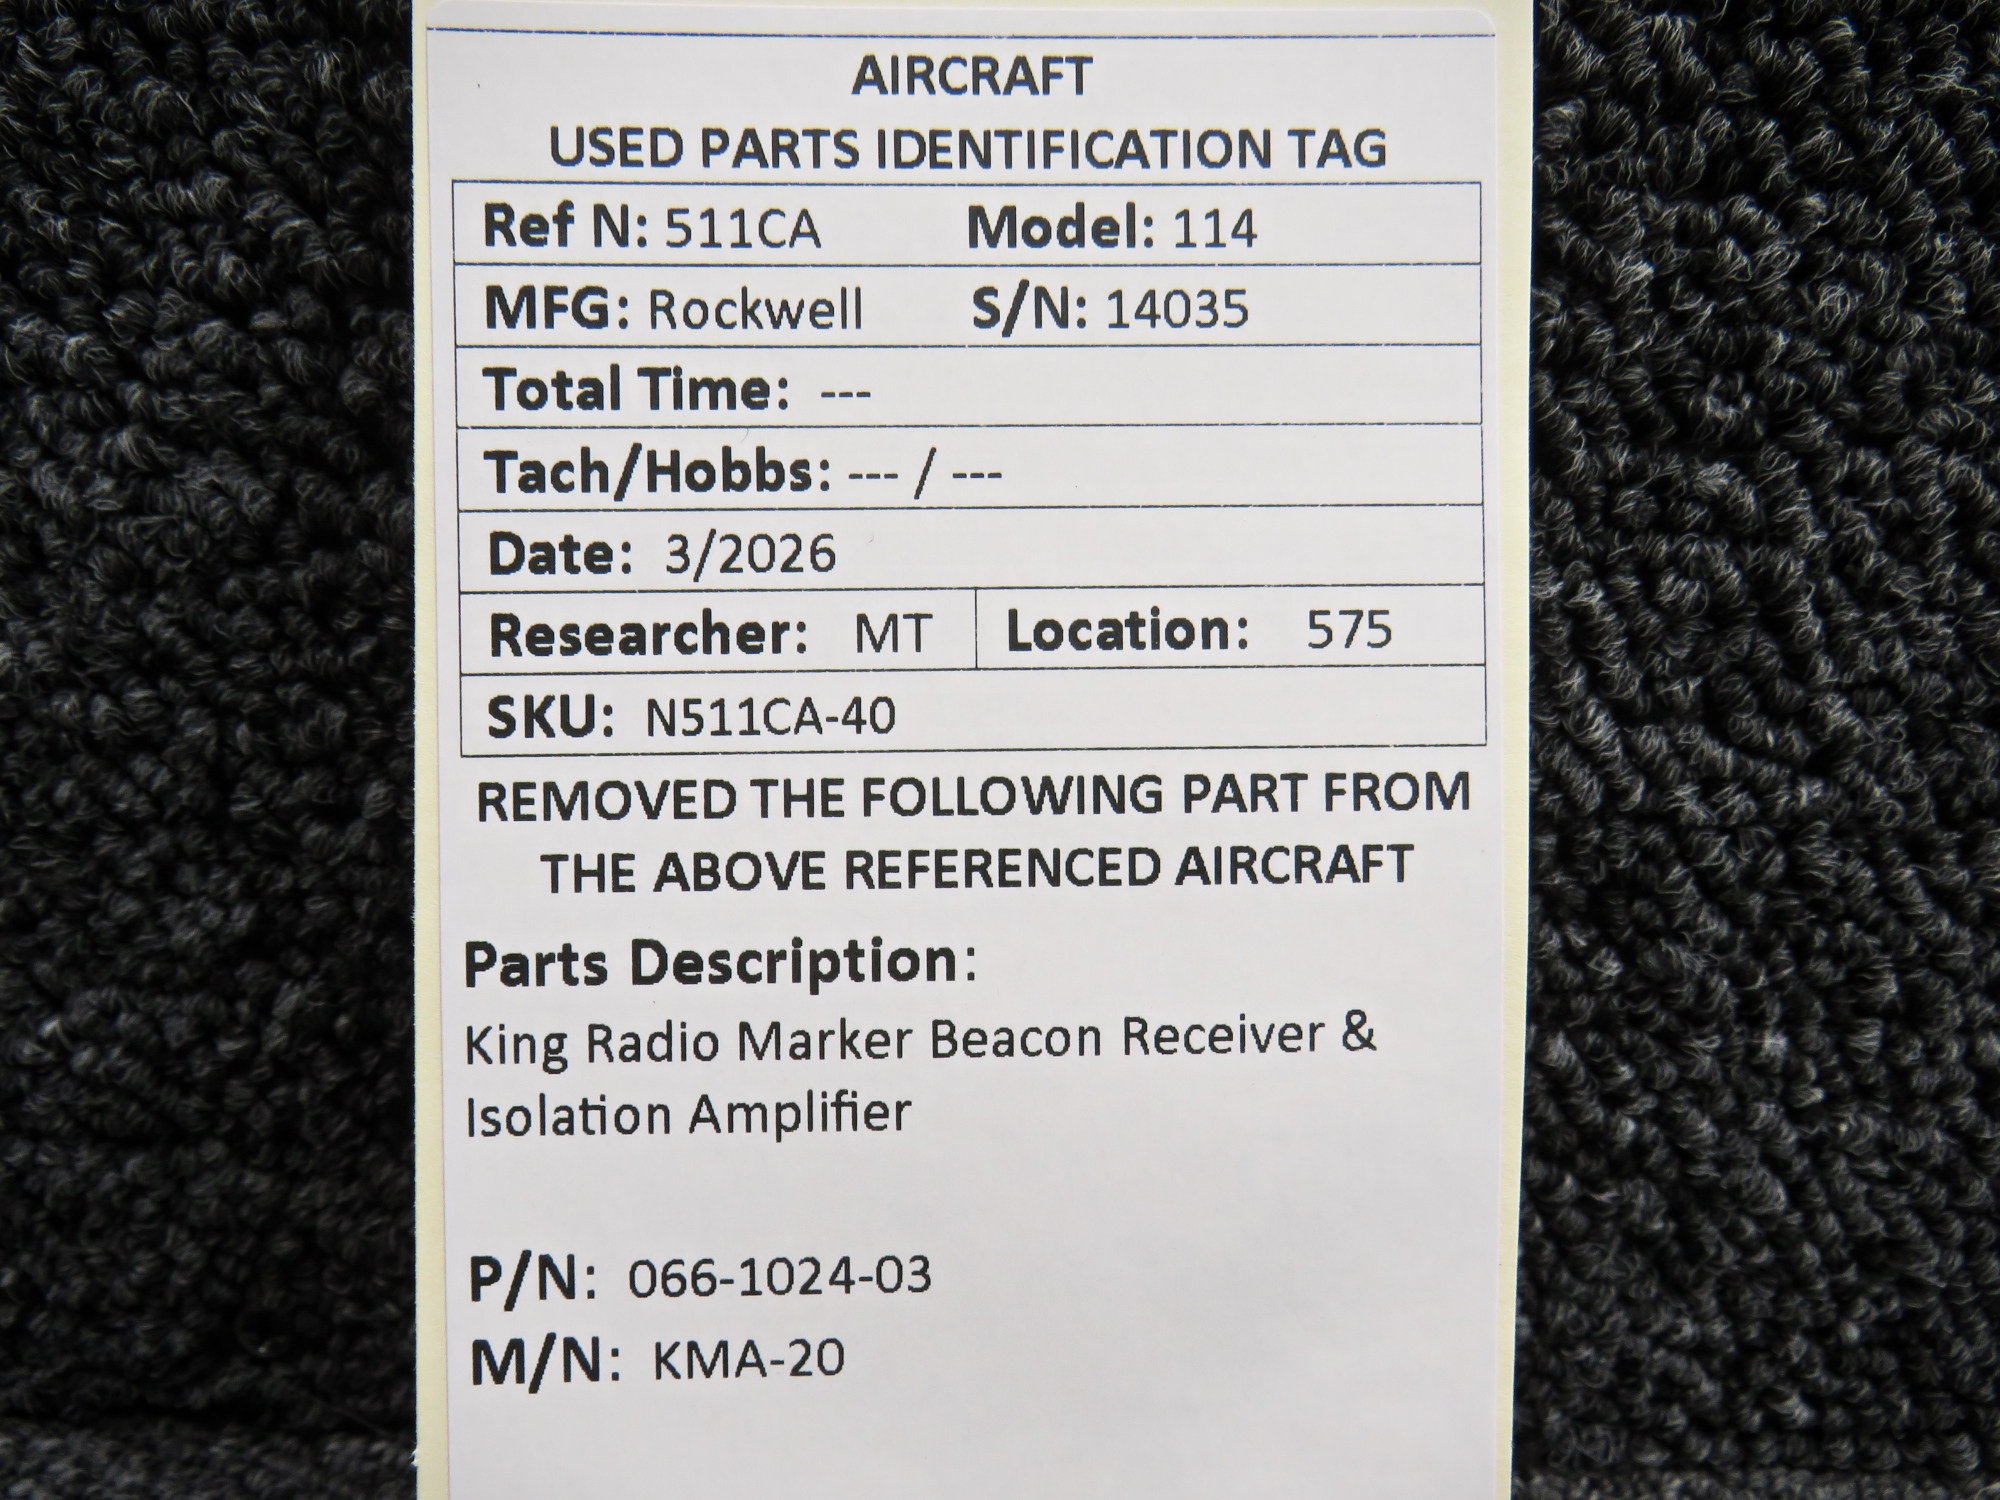 AIRCRAFT
USED PARTS IDENTIFICATION TAG
Ref N: 511CA Model: 114
MFG: Rockwell S/N: 14035
Total Time: ---
Tach/Hobbs: --- / ---
Date: 3/2026
Researcher: MT Location: 575
SKU: N511CA-40
REMOVED THE FOLLOWING PART FROM
THE ABOVE REFERENCED AIRCRAFT
Parts Description:
King Radio Marker Beacon Receiver &
Isolation Amplifier
P/N: 066-1024-03
M/N: KMA-20